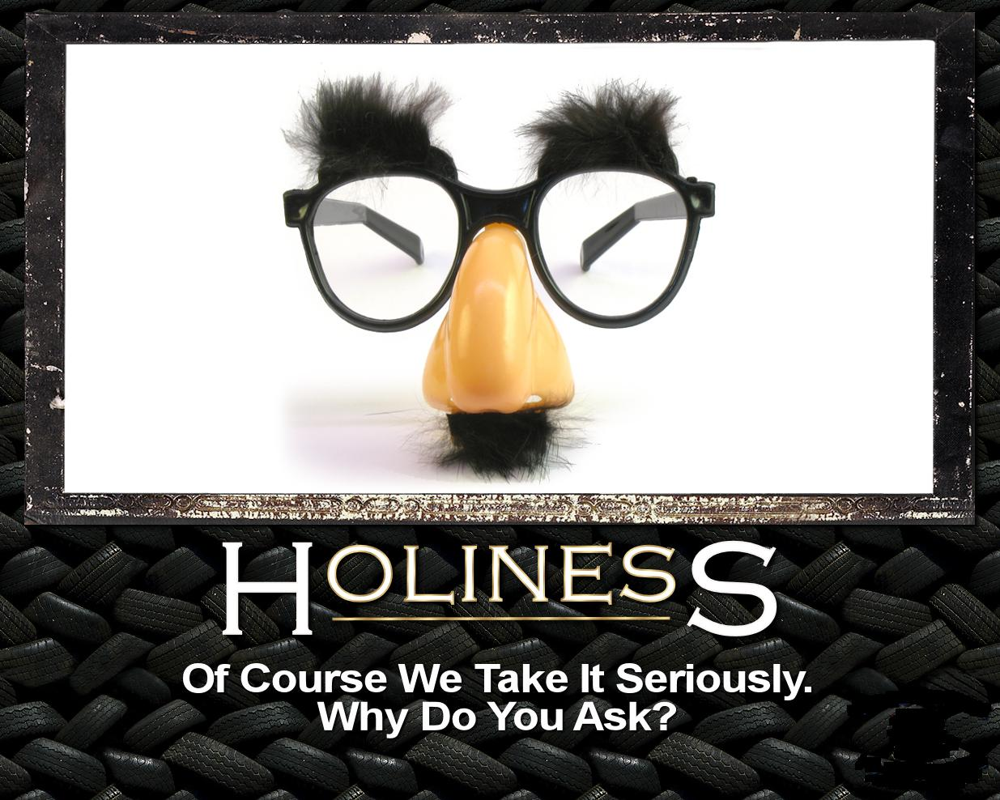 HOLINESS
Of Course We Take It Seriously.
Why Do You Ask?